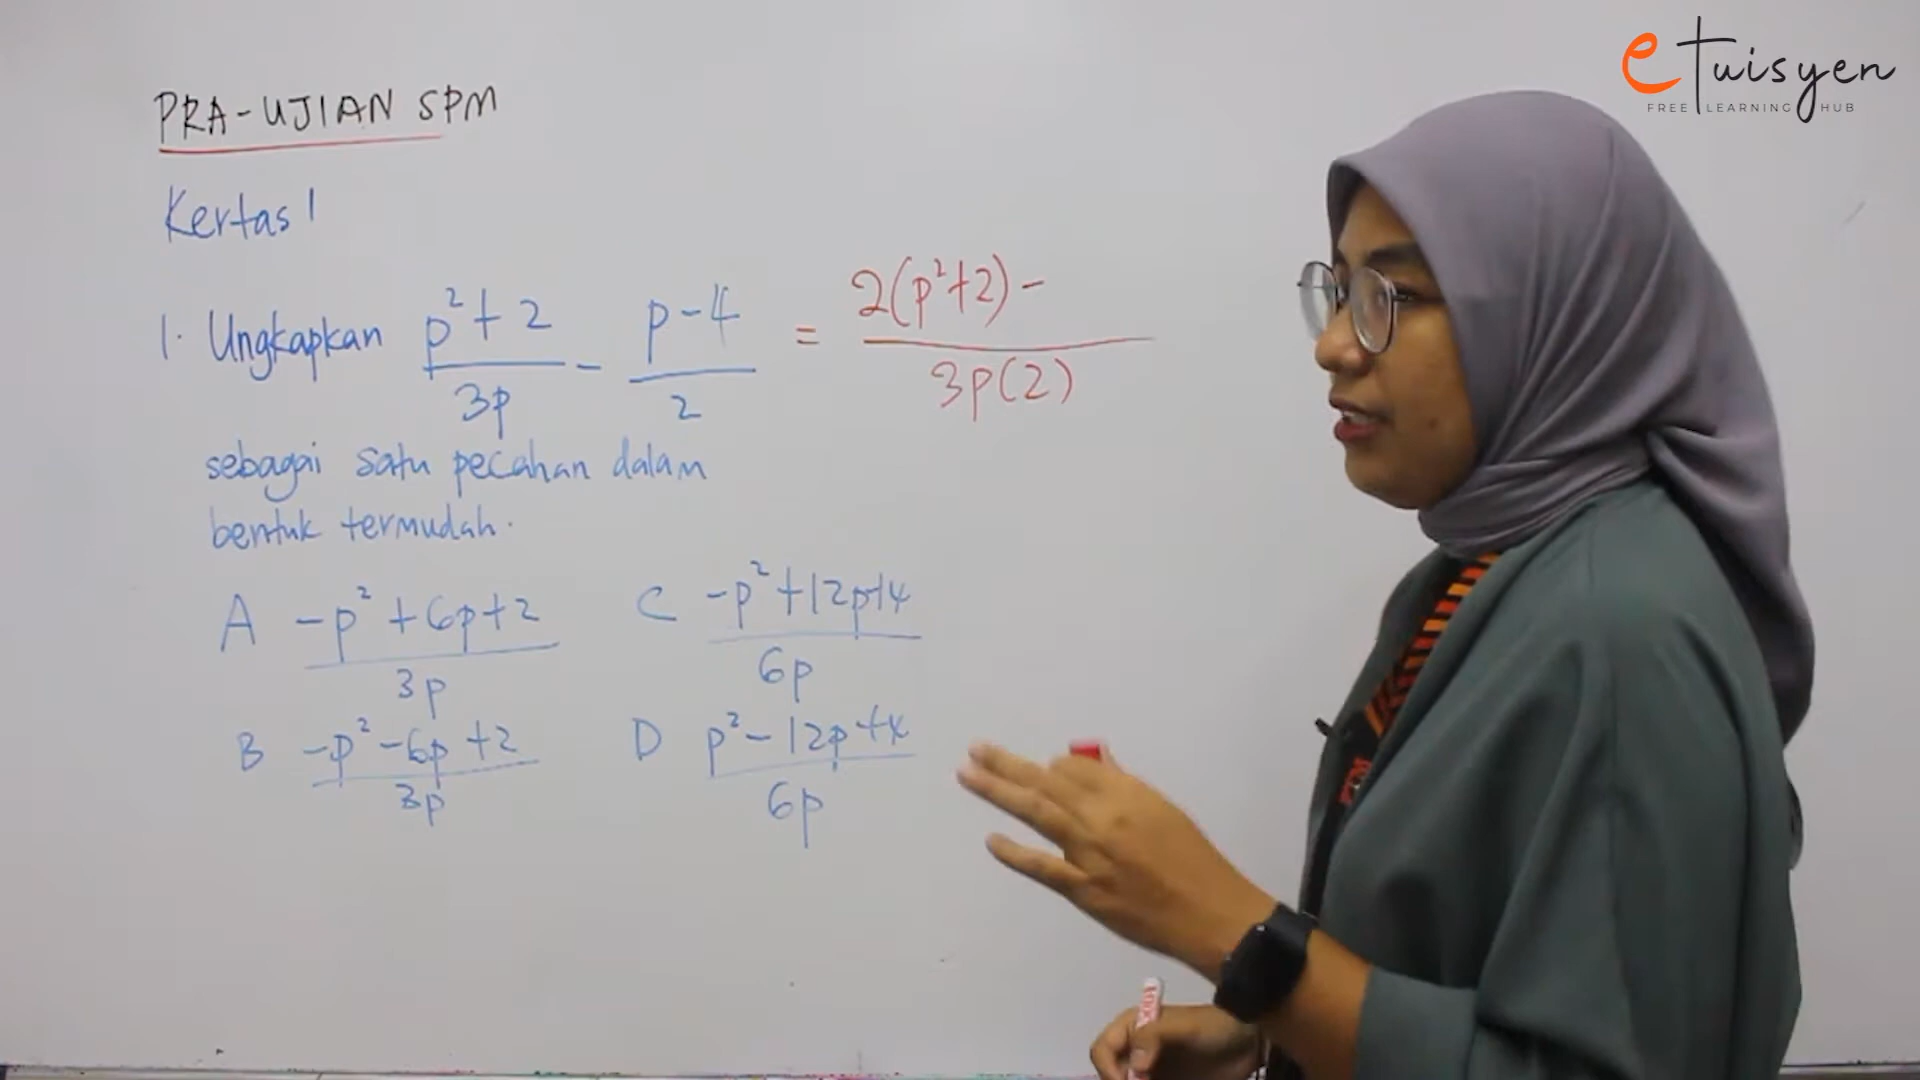 eTuisyen
FREE LEARNING HUB
PRA-UJIAN SPM
Kertas 1
1. Ungkapkan (p²+2)/(3p) - (p-4)/2 = (2(p²+2)-)/(3p(2))
sebagai satu pecahan dalam
bentuk termudah.
A (-p²+6p+2)/(3p)
C (-p²+12p+4)/(6p)
B (-p²-6p+2)/(3p)
D (p²-12p+4)/(6p)